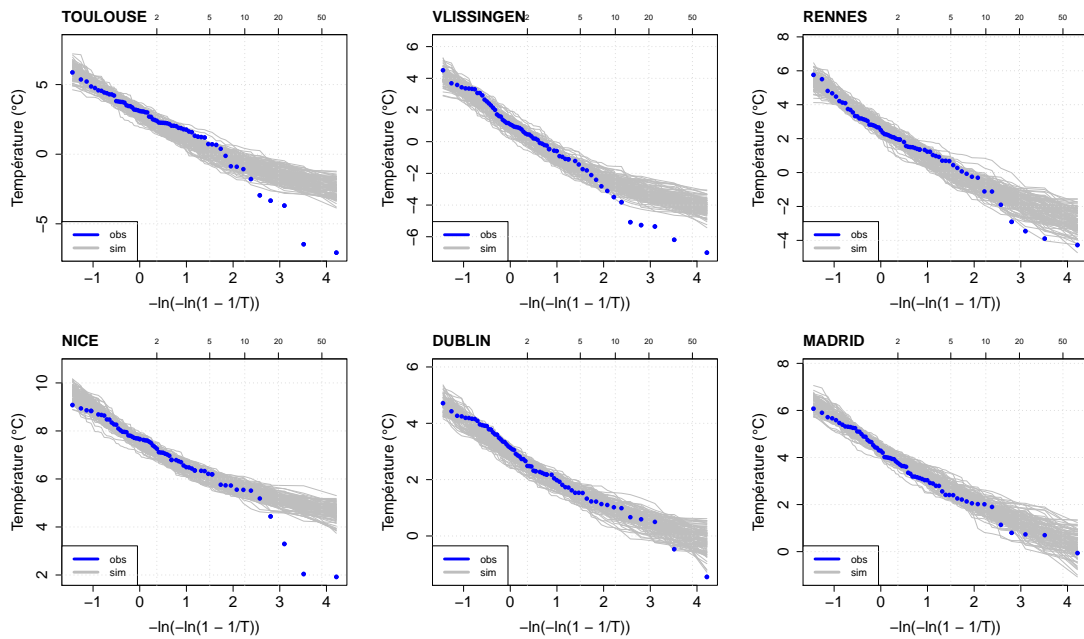 TOULOUSE
2 5 10 20 50
Température (°C)
5
0
−5
obs
sim
−1 0 1 2 3 4
−ln(−ln(1 − 1/T))
VLISSINGEN
2 5 10 20 50
Température (°C)
6
4
2
0
−2
−4
−6
obs
sim
−1 0 1 2 3 4
−ln(−ln(1 − 1/T))
RENNES
2 5 10 20 50
Température (°C)
8
6
4
2
0
−2
−4
obs
sim
−1 0 1 2 3 4
−ln(−ln(1 − 1/T))
NICE
2 5 10 20 50
Température (°C)
10
8
6
4
2
obs
sim
−1 0 1 2 3 4
−ln(−ln(1 − 1/T))
DUBLIN
2 5 10 20 50
Température (°C)
6
4
2
0
obs
sim
−1 0 1 2 3 4
−ln(−ln(1 − 1/T))
MADRID
2 5 10 20 50
Température (°C)
8
6
4
2
0
obs
sim
−1 0 1 2 3 4
−ln(−ln(1 − 1/T))